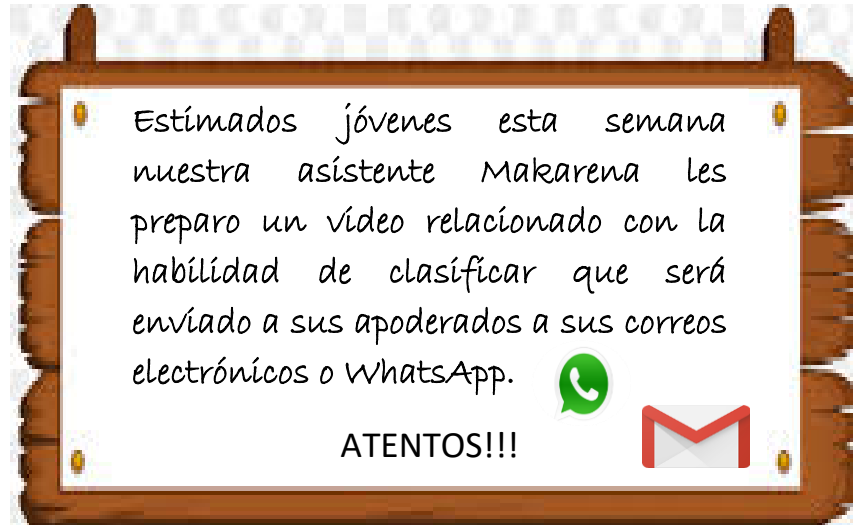 Estimados jóvenes esta semana
nuestra asistente Makarena les
preparo un video relacionado con la
habilidad de clasificar que será
enviado a sus apoderados a sus correos
electrónicos o WhatsApp.
ATENTOS!!!